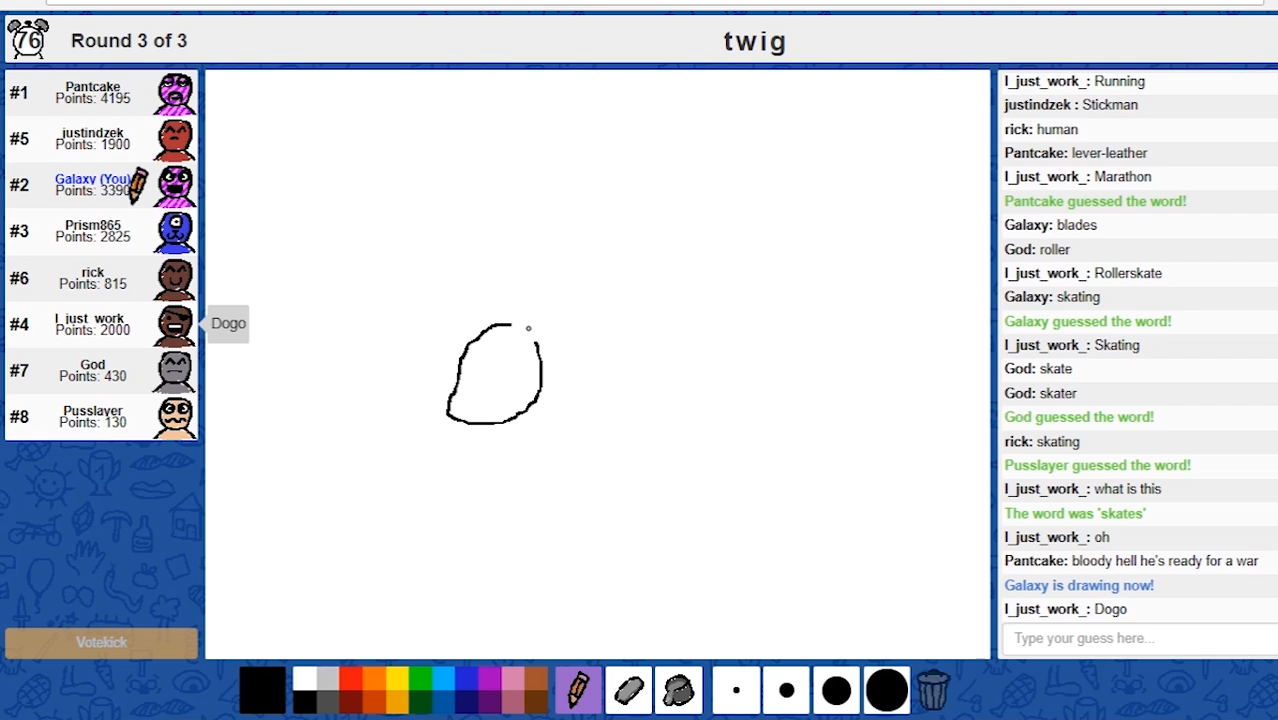 76
Round 3 of 3
twig
#1
Pantcake
Points: 4195
#5
justindzek
Points: 1900
#2
Galaxy (You)
Points: 3390
#3
Prism865
Points: 2825
#6
rick
Points: 815
#4
I_just_work_
Points: 2000
Dogo
#7
God
Points: 430
#8
Pusslayer
Points: 130
Votekick
I_just_work_: Running
justindzek : Stickman
rick: human
Pantcake: lever-leather
I_just_work_: Marathon
Pantcake guessed the word!
Galaxy: blades
God: roller
I_just_work_: Rollerskate
Galaxy: skating
Galaxy guessed the word!
I_just_work_: Skating
God: skate
God: skater
God guessed the word!
rick: skating
Pusslayer guessed the word!
I_just_work_: what is this
The word was 'skates'
I_just_work_: oh
Pantcake: bloody hell he's ready for a war
Galaxy is drawing now!
I_just_work_: Dogo
Type your guess here...